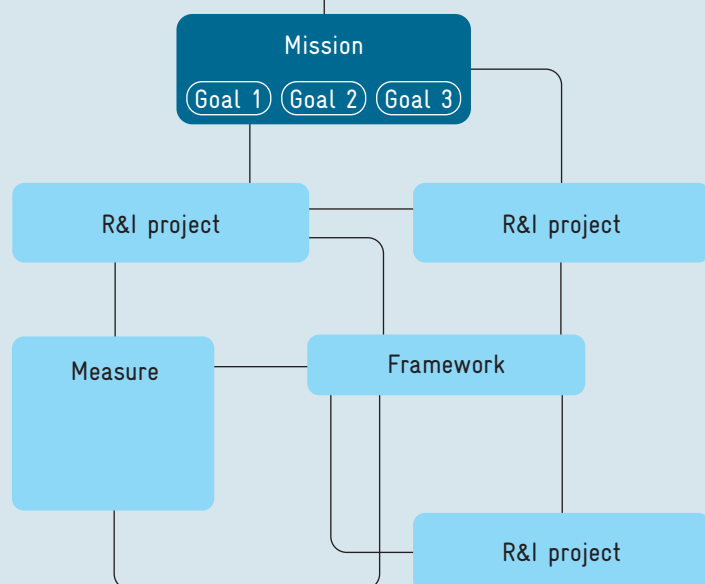 Mission
Goal 1 Goal 2 Goal 3
R&I project R&I project
Measure Framework
R&I project